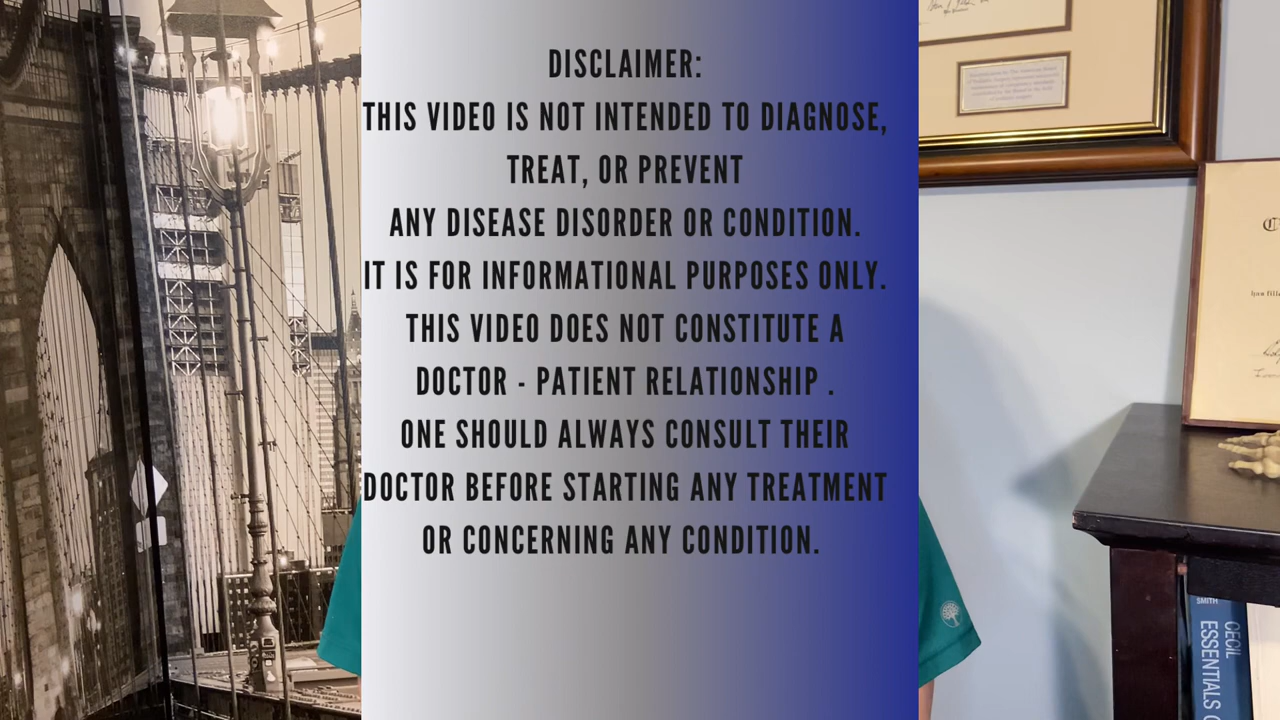 DISCLAIMER:
THIS VIDEO IS NOT INTENDED TO DIAGNOSE,
TREAT, OR PREVENT
ANY DISEASE DISORDER OR CONDITION.
IT IS FOR INFORMATIONAL PURPOSES ONLY.
THIS VIDEO DOES NOT CONSTITUTE A
DOCTOR - PATIENT RELATIONSHIP .
ONE SHOULD ALWAYS CONSULT THEIR
DOCTOR BEFORE STARTING ANY TREATMENT
OR CONCERNING ANY CONDITION.
SMITH
CECIL
ESSENTIALS